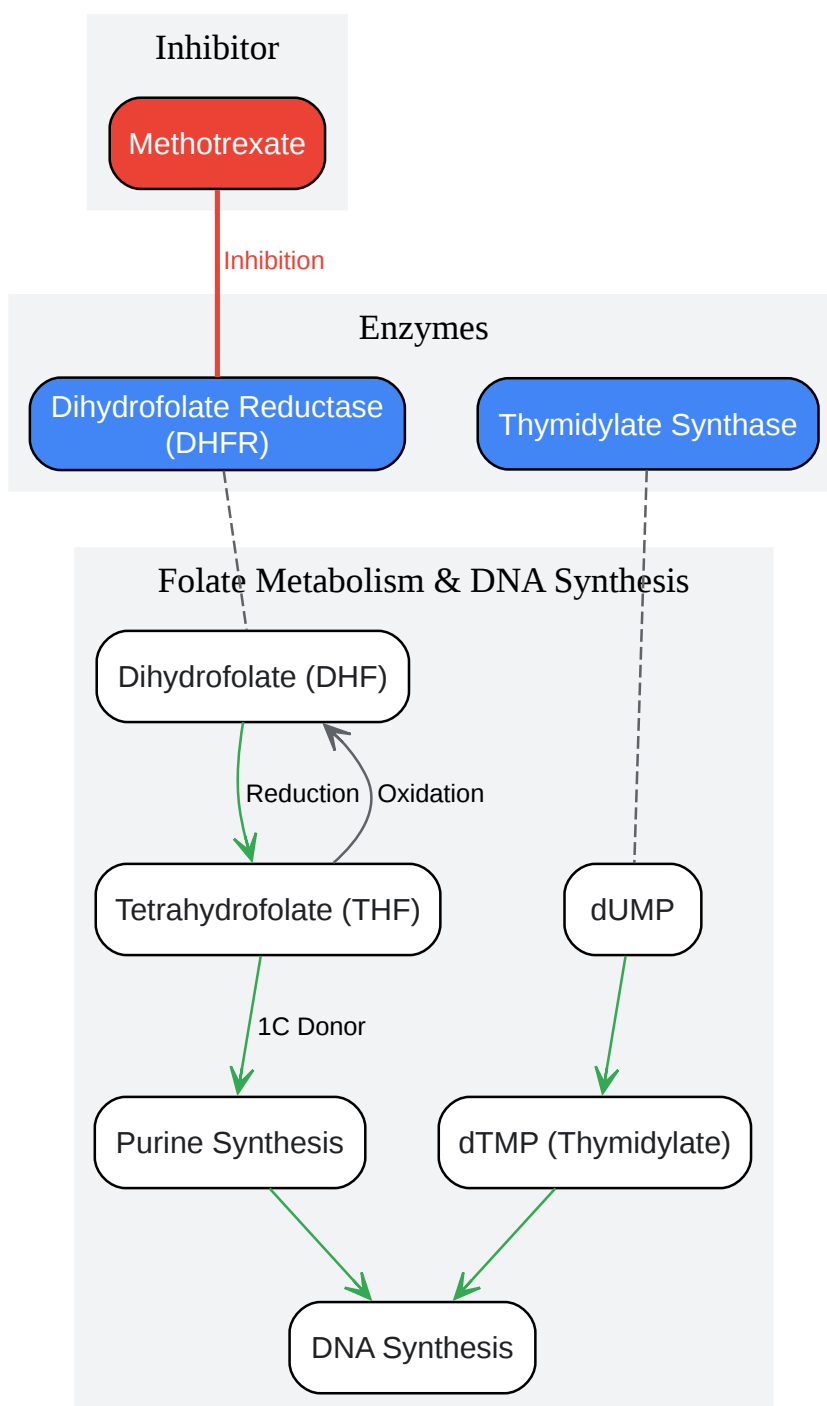 Inhibitor
Methotrexate
Inhibition
Enzymes
Dihydrofolate Reductase
(DHFR)
Thymidylate Synthase
Folate Metabolism & DNA Synthesis
Dihydrofolate (DHF)
Reduction
Oxidation
Tetrahydrofolate (THF)
dUMP
1C Donor
Purine Synthesis
dTMP (Thymidylate)
DNA Synthesis